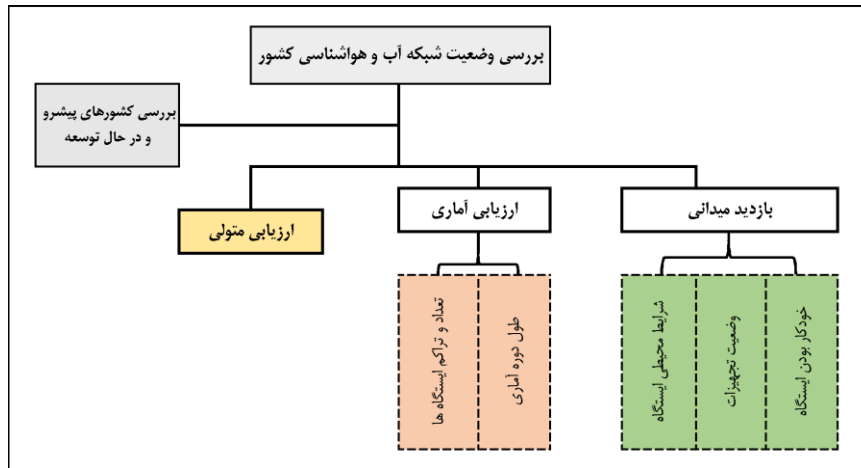 بررسی وضعیت شبکه آب و هواشناسی کشور
بررسی کشورهای پیشرو
و در حال توسعه
بازدید میدانی
ارزیابی آماری
ارزیابی متولی
خودکار بودن ایستگاه
وضعیت تجهیزات
شرایط محیطی ایستگاه
طول دوره آماری
تعداد و تراکم ایستگاه ها